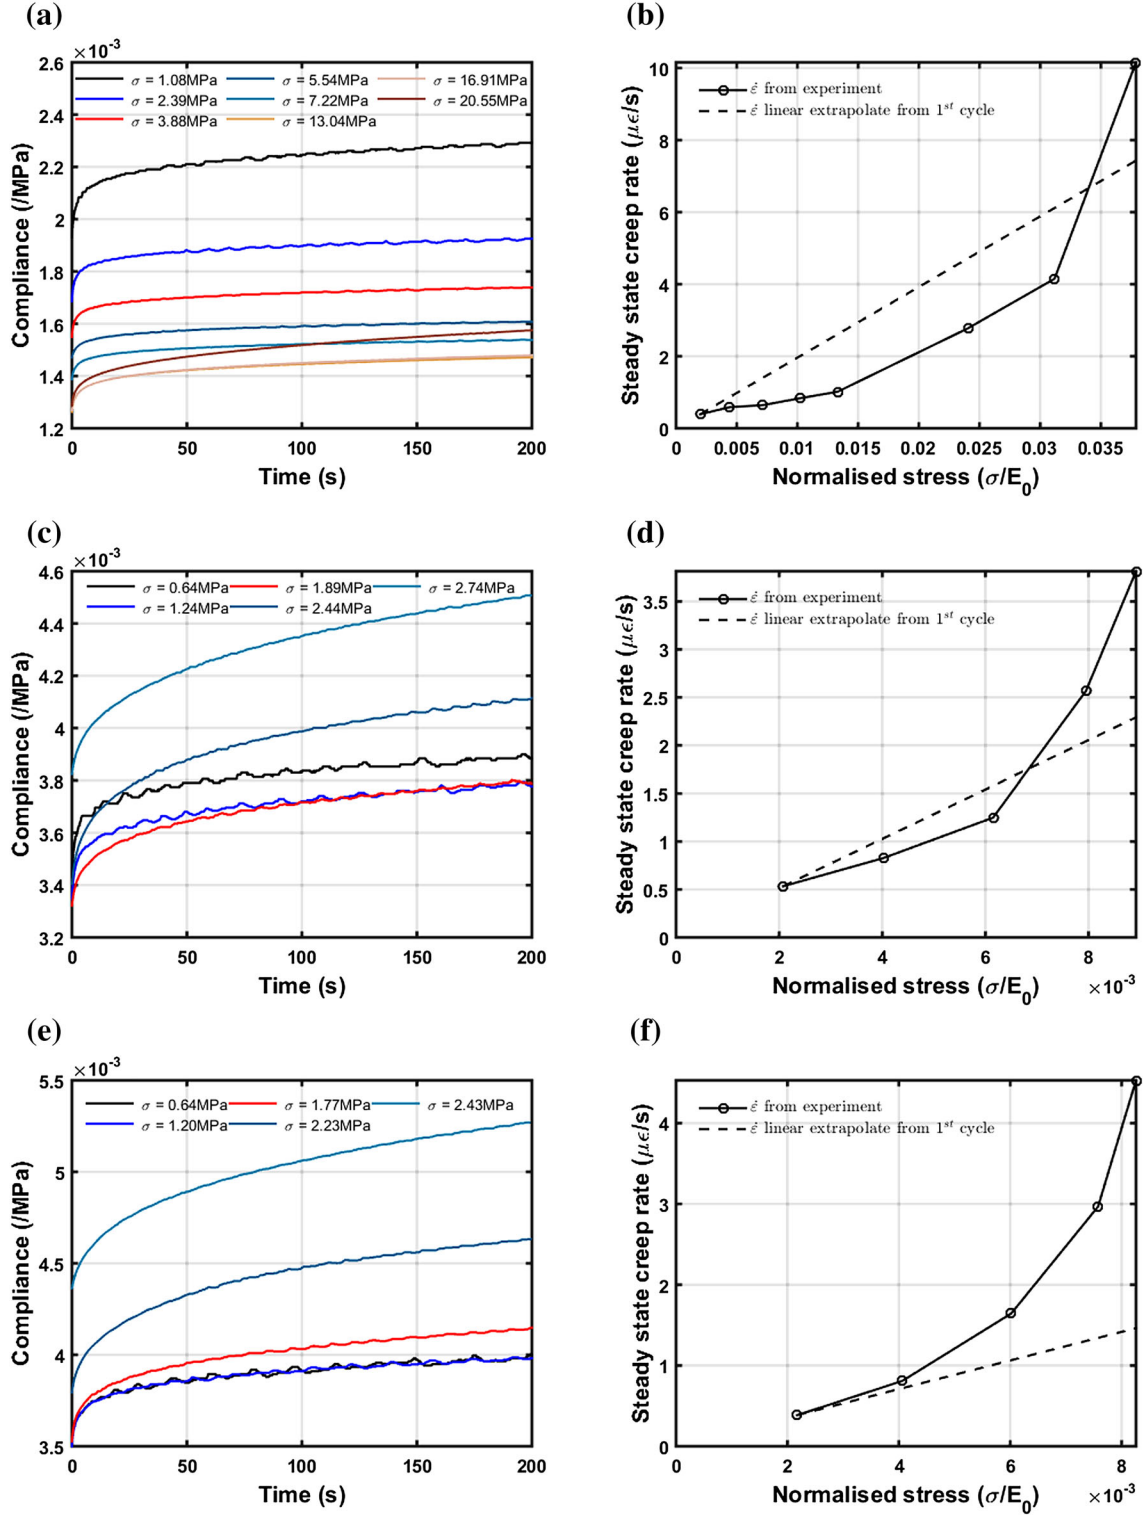 (a)
×10⁻³
2.6
2.4
2.2
2
1.8
1.6
1.4
1.2
σ = 1.08MPa σ = 5.54MPa σ = 16.91MPa
σ = 2.39MPa σ = 7.22MPa σ = 20.55MPa
σ = 3.88MPa σ = 13.04MPa
Compliance (/MPa)
0 50 100 150 200
Time (s)
(b)
10
8
6
4
2
0
ε̇ from experiment
ε̇ linear extrapolate from 1ˢᵗ cycle
Steady state creep rate (με/s)
0 0.005 0.01 0.015 0.02 0.025 0.03 0.035
Normalised stress (σ/E₀)
(c)
×10⁻³
4.6
4.4
4.2
4
3.8
3.6
3.4
3.2
σ = 0.64MPa σ = 1.89MPa σ = 2.74MPa
σ = 1.24MPa σ = 2.44MPa
Compliance (/MPa)
0 50 100 150 200
Time (s)
(d)
3.5
3
2.5
2
1.5
1
0.5
0
ε̇ from experiment
ε̇ linear extrapolate from 1ˢᵗ cycle
Steady state creep rate (με/s)
0 2 4 6 8
Normalised stress (σ/E₀) ×10⁻³
(e)
×10⁻³
5.5
5
4.5
4
3.5
σ = 0.64MPa σ = 1.77MPa σ = 2.43MPa
σ = 1.20MPa σ = 2.23MPa
Compliance (/MPa)
0 50 100 150 200
Time (s)
(f)
4
3
2
1
0
ε̇ from experiment
ε̇ linear extrapolate from 1ˢᵗ cycle
Steady state creep rate (με/s)
0 2 4 6 8
Normalised stress (σ/E₀) ×10⁻³